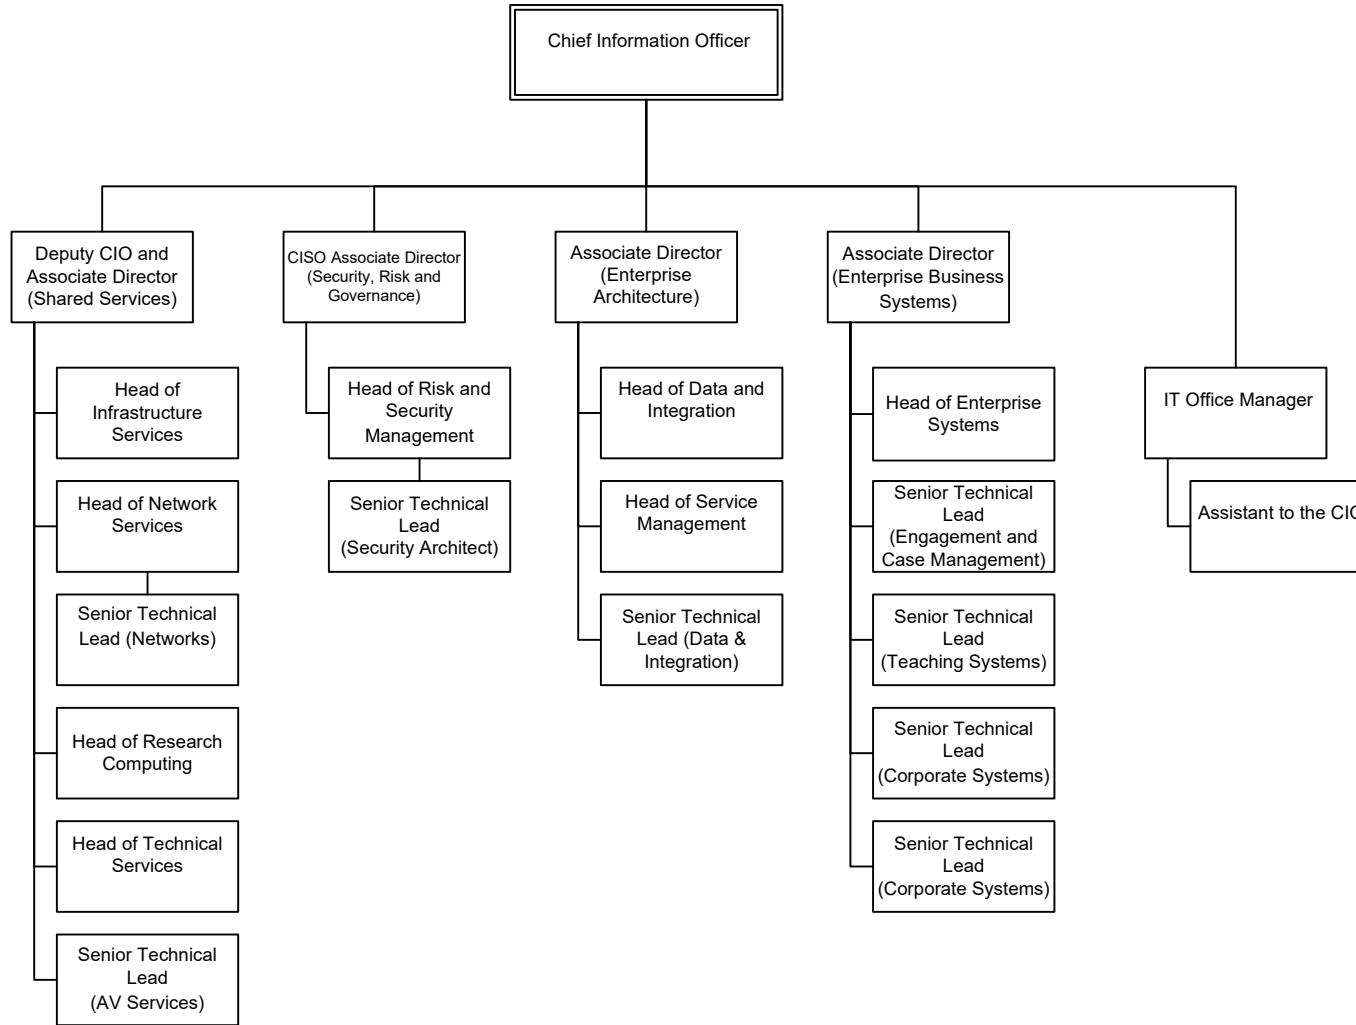 Chief Information Officer
Deputy CIO and
Associate Director
(Shared Services)
CISO Associate Director
(Security, Risk and
Governance)
Associate Director
(Enterprise
Architecture)
Associate Director
(Enterprise Business
Systems)
Head of
Infrastructure
Services
Head of Network
Services
Senior Technical
Lead (Networks)
Head of Research
Computing
Head of Technical
Services
Senior Technical
Lead
(AV Services)
Head of Risk and
Security
Management
Senior Technical
Lead
(Security Architect)
Head of Data and
Integration
Head of Service
Management
Senior Technical
Lead (Data &
Integration)
Head of Enterprise
Systems
Senior Technical
Lead
(Engagement and
Case Management)
Senior Technical
Lead
(Teaching Systems)
Senior Technical
Lead
(Corporate Systems)
Senior Technical
Lead
(Corporate Systems)
IT Office Manager
Assistant to the CIO